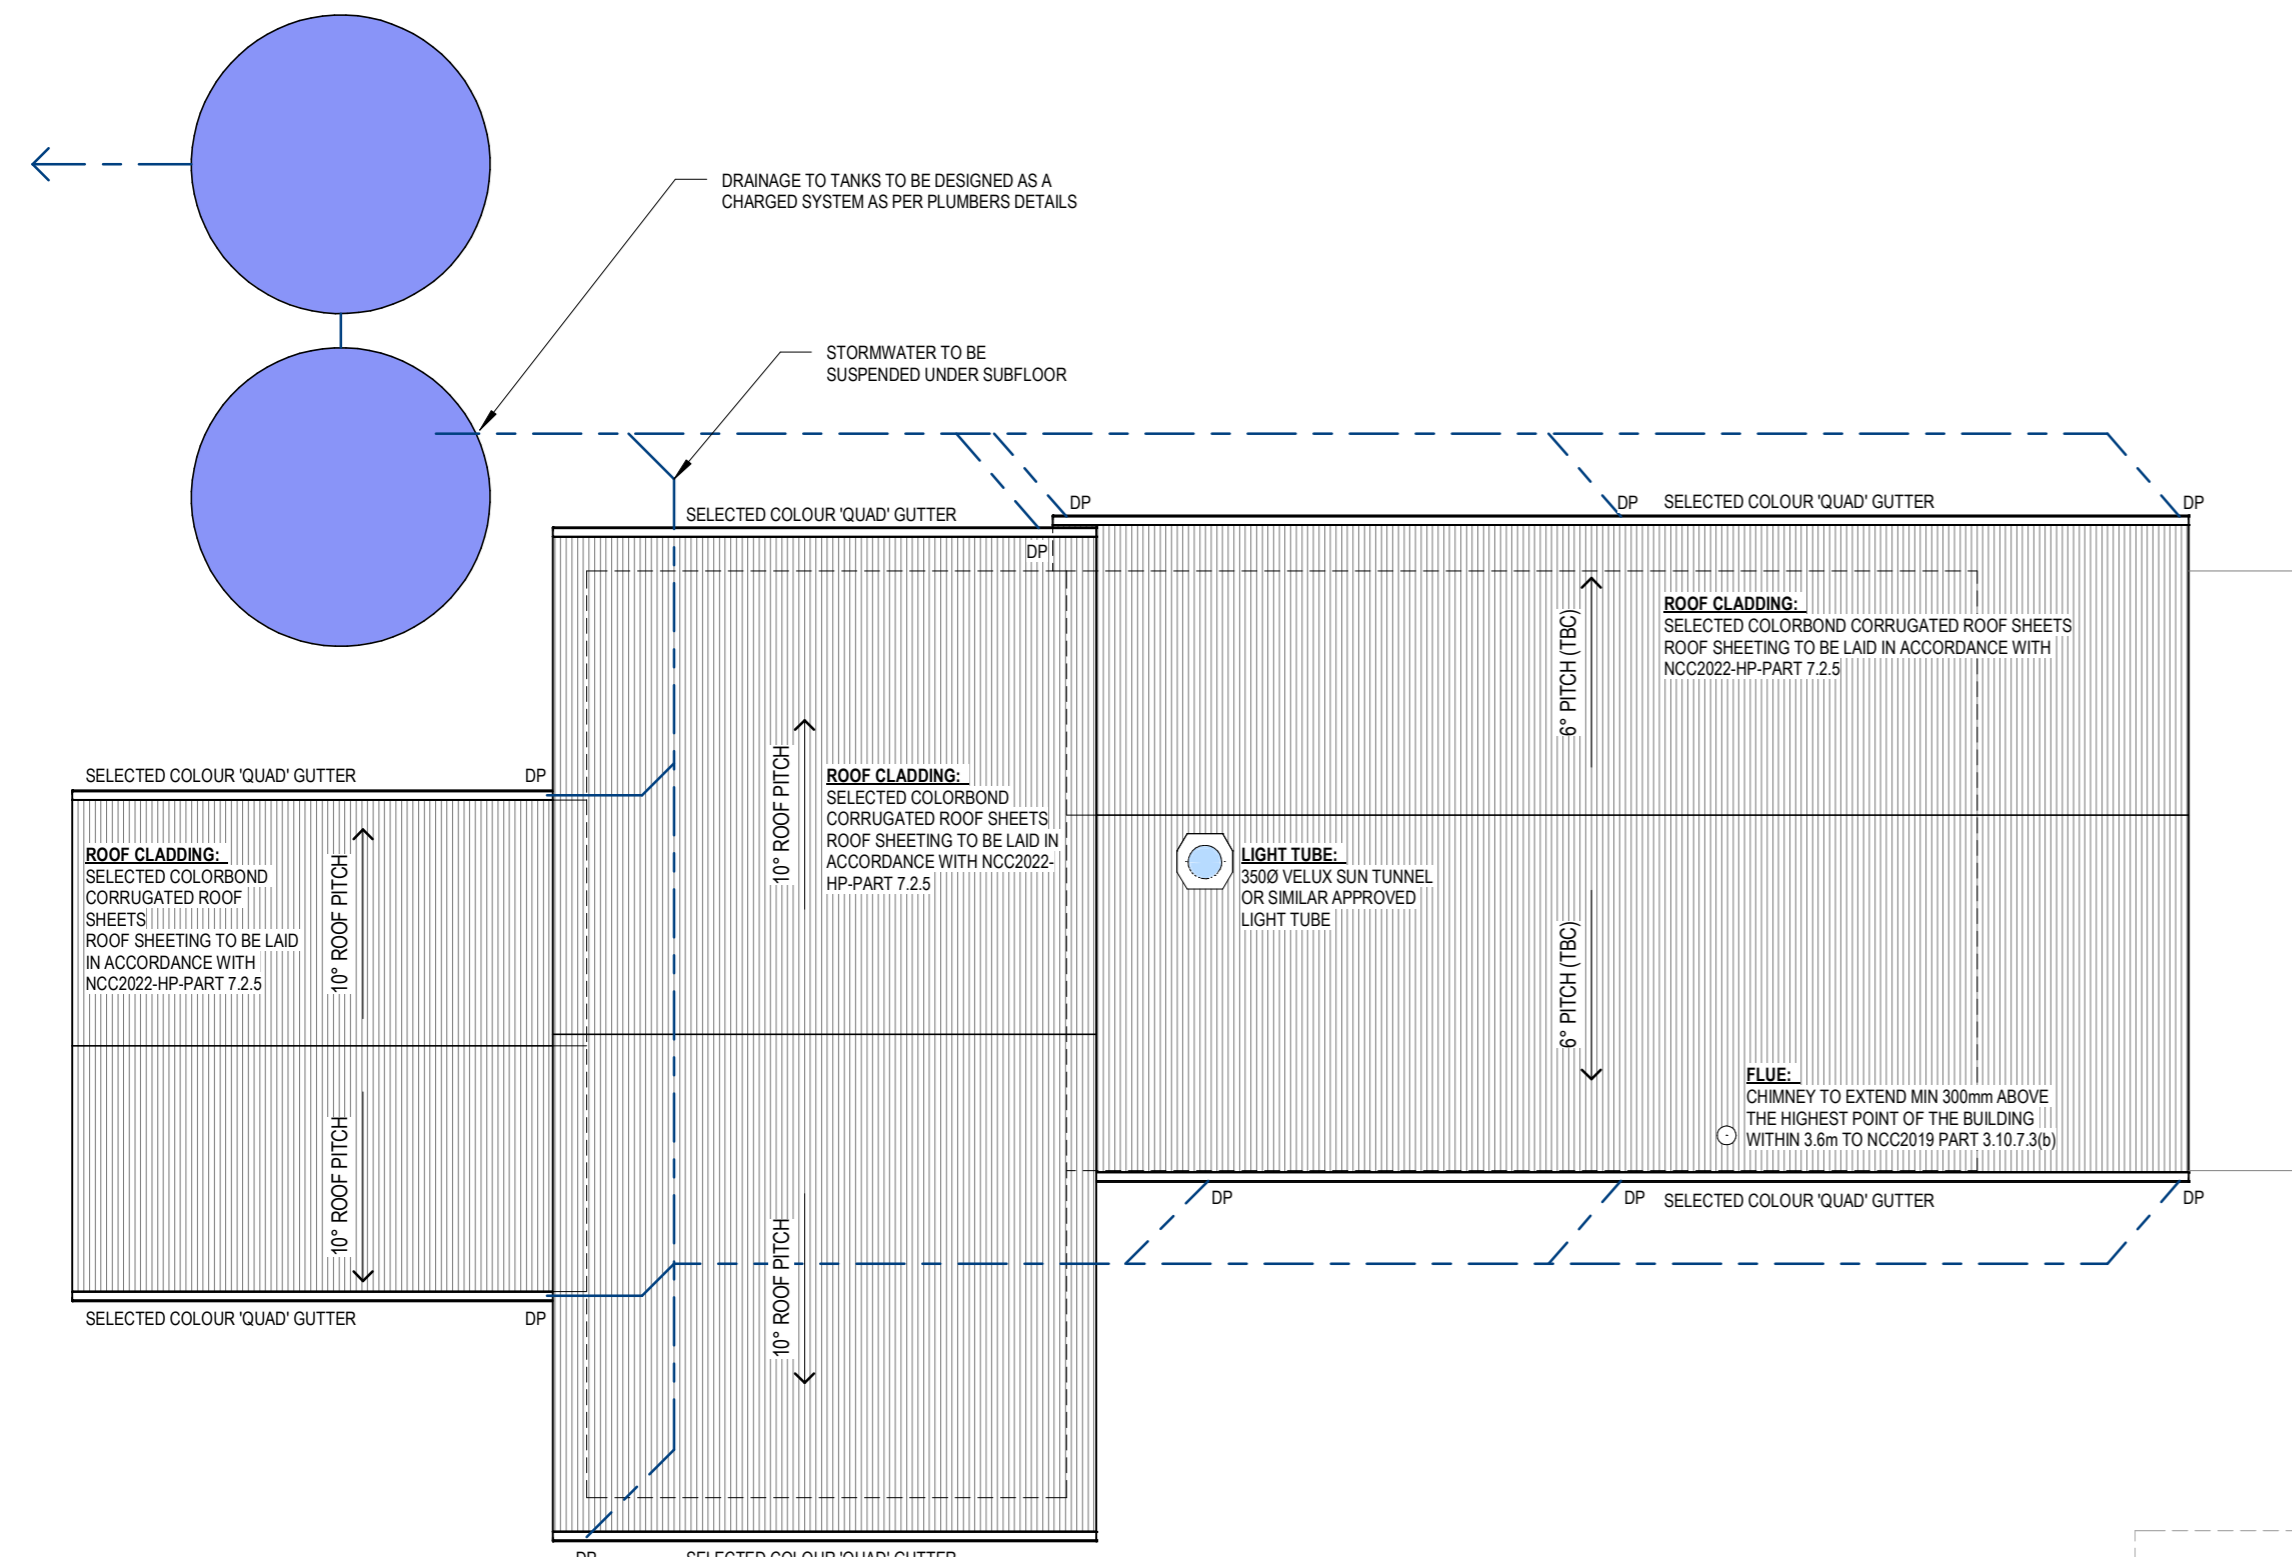 DRAINAGE TO TANKS TO BE DESIGNED AS A
CHARGED SYSTEM AS PER PLUMBERS DETAILS
STORMWATER TO BE
SUSPENDED UNDER SUBFLOOR
SELECTED COLOUR 'QUAD' GUTTER
DP
DP
DP
SELECTED COLOUR 'QUAD' GUTTER
DP
DP
ROOF CLADDING:
SELECTED COLORBOND CORRUGATED ROOF SHEETS
ROOF SHEETING TO BE LAID IN ACCORDANCE WITH
NCC2022-HP-PART 7.2.5
6° PITCH (TBC)
SELECTED COLOUR 'QUAD' GUTTER
DP
10° ROOF PITCH
ROOF CLADDING:
SELECTED COLORBOND
CORRUGATED ROOF SHEETS
ROOF SHEETING TO BE LAID IN
ACCORDANCE WITH NCC2022-
HP-PART 7.2.5
ROOF CLADDING:
SELECTED COLORBOND
CORRUGATED ROOF
SHEETS
ROOF SHEETING TO BE LAID
IN ACCORDANCE WITH
NCC2022-HP-PART 7.2.5
10° ROOF PITCH
LIGHT TUBE:
350Ø VELUX SUN TUNNEL
OR SIMILAR APPROVED
LIGHT TUBE
6° PITCH (TBC)
FLUE:
CHIMNEY TO EXTEND MIN 300mm ABOVE
THE HIGHEST POINT OF THE BUILDING
WITHIN 3.6m TO NCC2019 PART 3.10.7.3(b)
10° ROOF PITCH
10° ROOF PITCH
DP
DP
SELECTED COLOUR 'QUAD' GUTTER
DP
SELECTED COLOUR 'QUAD' GUTTER
DP
DP
SELECTED COLOUR 'QUAD' GUTTER